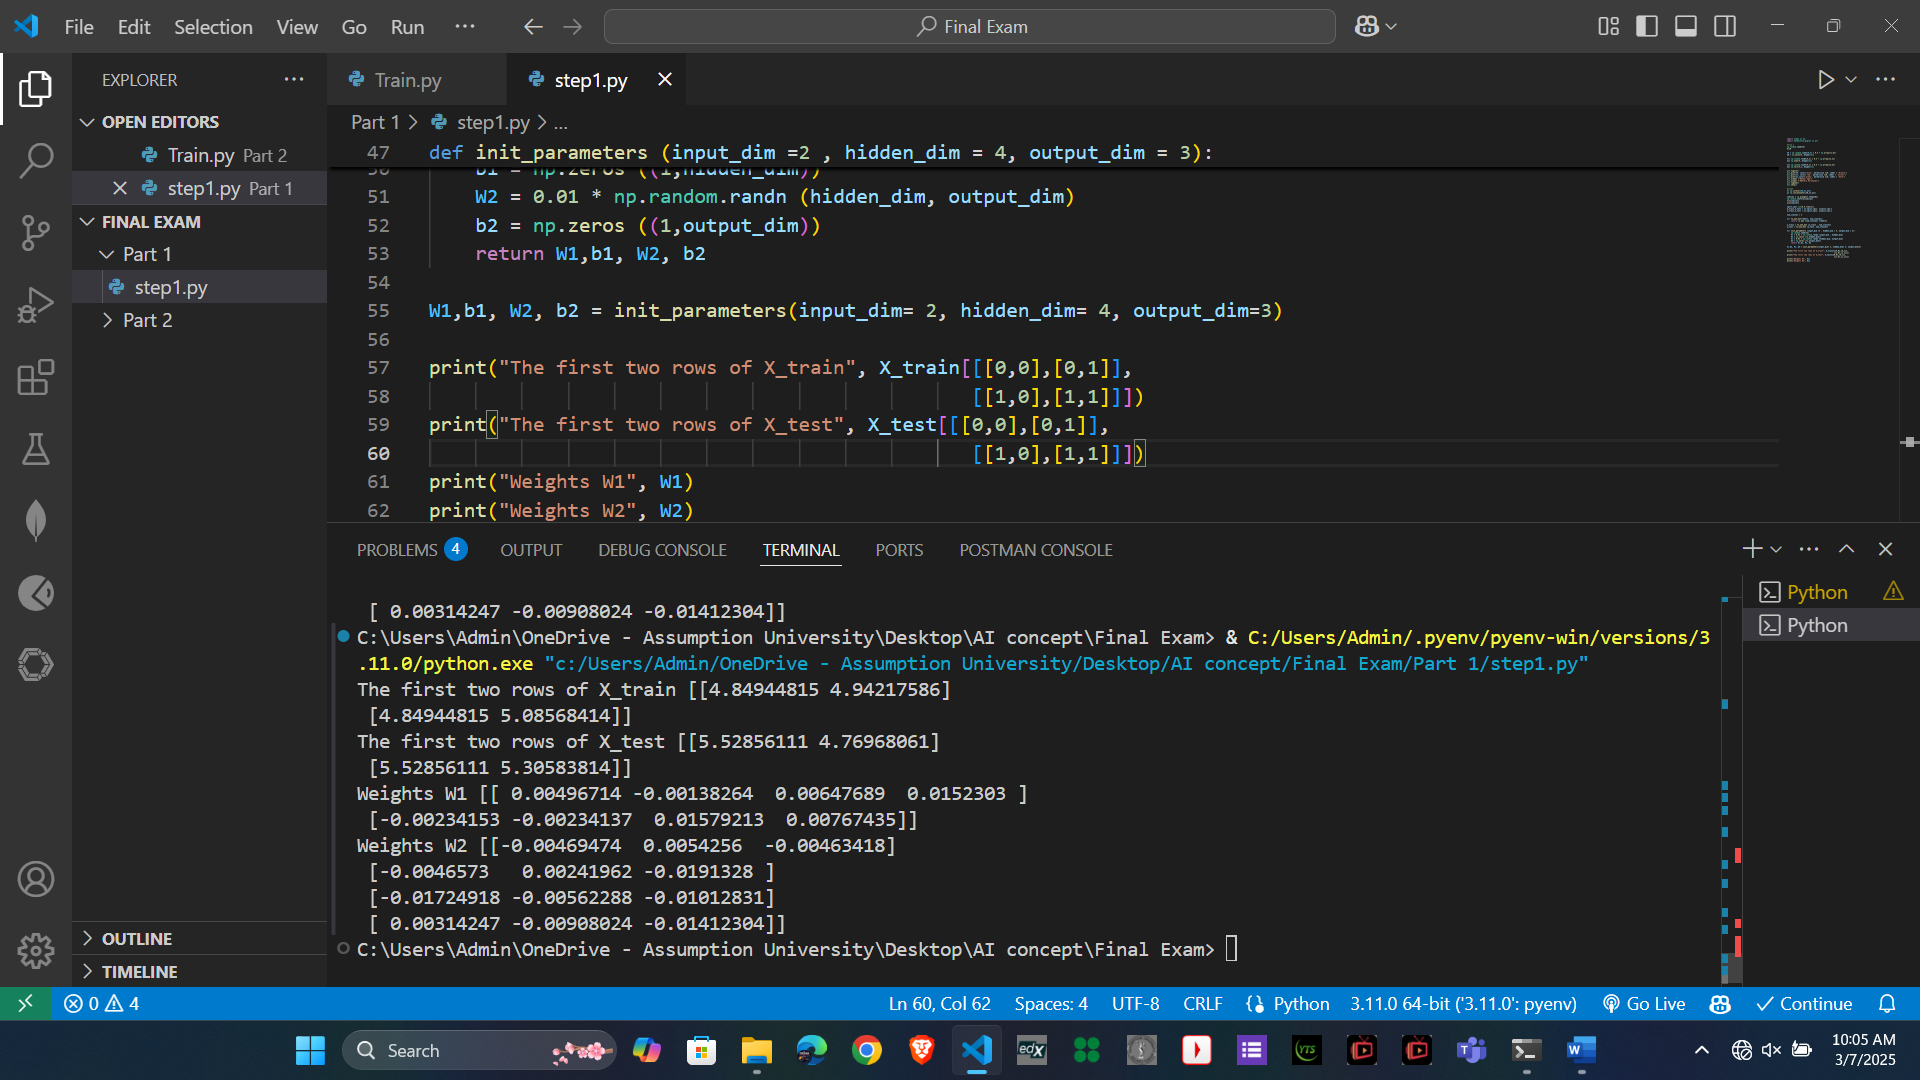 File Edit Selection View Go Run ···
Final Exam
EXPLORER ···
Train.py
step1.py
OPEN EDITORS
Train.py Part 2
step1.py Part 1
FINAL EXAM
Part 1
step1.py
Part 2
OUTLINE
TIMELINE
Part 1 > step1.py > ...
47 def init_parameters (input_dim =2 , hidden_dim = 4, output_dim = 3):
50 b1 = np.zeros ((1,hidden_dim))
51 W2 = 0.01 * np.random.randn (hidden_dim, output_dim)
52 b2 = np.zeros ((1,output_dim))
53 return W1,b1, W2, b2
54
55 W1,b1, W2, b2 = init_parameters(input_dim= 2, hidden_dim= 4, output_dim=3)
56
57 print("The first two rows of X_train", X_train[[[0,0],[0,1]],
58 [[1,0],[1,1]]])
59 print("The first two rows of X_test", X_test[[[0,0],[0,1]],
60 [[1,0],[1,1]]])
61 print("Weights W1", W1)
62 print("Weights W2", W2)
PROBLEMS 4 OUTPUT DEBUG CONSOLE TERMINAL PORTS POSTMAN CONSOLE
Python
Python
[ 0.00314247 -0.00908024 -0.01412304]]
C:\Users\Admin\OneDrive - Assumption University\Desktop\AI concept\Final Exam> & C:/Users/Admin/.pyenv/pyenv-win/versions/3
.11.0/python.exe "c:/Users/Admin/OneDrive - Assumption University/Desktop/AI concept/Final Exam/Part 1/step1.py"
The first two rows of X_train [[4.84944815 4.94217586]
[4.84944815 5.08568414]]
The first two rows of X_test [[5.52856111 4.76968061]
[5.52856111 5.30583814]]
Weights W1 [[ 0.00496714 -0.00138264 0.00647689 0.0152303 ]
[-0.00234153 -0.00234137 0.01579213 0.00767435]]
Weights W2 [[-0.00469474 0.0054256 -0.00463418]
[-0.0046573 0.00241962 -0.0191328 ]
[-0.01724918 -0.00562288 -0.01012831]
[ 0.00314247 -0.00908024 -0.01412304]]
C:\Users\Admin\OneDrive - Assumption University\Desktop\AI concept\Final Exam>
0 4 Ln 60, Col 62 Spaces: 4 UTF-8 CRLF {} Python 3.11.0 64-bit ('3.11.0': pyenv) Go Live Continue
Search
edX
YTS
10:05 AM
3/7/2025